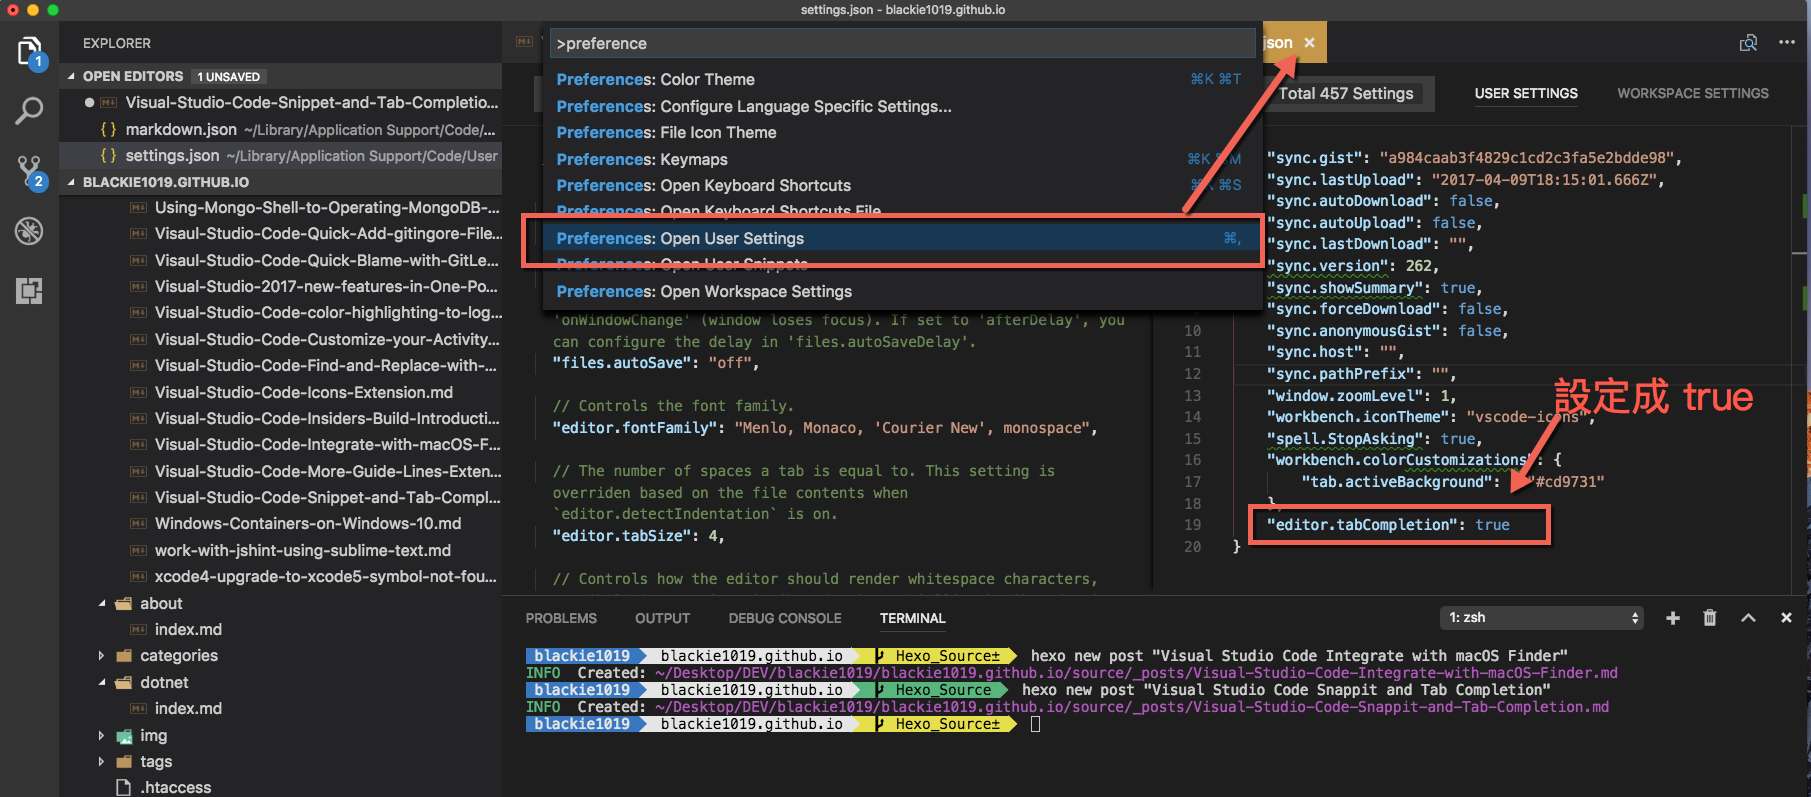 settings.json - blackie1019.github.io
1
2
EXPLORER
OPEN EDITORS 1 UNSAVED
Visual-Studio-Code-Snippet-and-Tab-Completio...
{ } markdown.json ~/Library/Application Support/Code/...
{ } settings.json ~/Library/Application Support/Code/User
BLACKIE1019.GITHUB.IO
Using-Mongo-Shell-to-Operating-MongoDB-...
Visaul-Studio-Code-Quick-Add-gitingore-File...
Visaul-Studio-Code-Quick-Blame-with-GitLe...
Visual-Studio-2017-new-features-in-One-Po...
Visual-Studio-Code-color-highlighting-to-log...
Visual-Studio-Code-Customize-your-Activity...
Visual-Studio-Code-Find-and-Replace-with-...
Visual-Studio-Code-Icons-Extension.md
Visual-Studio-Code-Insiders-Build-Introducti...
Visual-Studio-Code-Integrate-with-macOS-F...
Visual-Studio-Code-More-Guide-Lines-Exten...
Visual-Studio-Code-Snippet-and-Tab-Compl...
Windows-Containers-on-Windows-10.md
work-with-jshint-using-sublime-text.md
xcode4-upgrade-to-xcode5-symbol-not-fou...
about
index.md
categories
dotnet
index.md
img
tags
.htaccess
>preference
Preferences: Color Theme ⌘K ⌘T
Preferences: Configure Language Specific Settings...
Preferences: File Icon Theme
Preferences: Keymaps ⌘K ⌘M
Preferences: Open Keyboard Shortcuts ⌘K ⌘S
Preferences: Open Keyboard Shortcuts File
Preferences: Open User Settings ⌘,
Preferences: Open User Snippets
Preferences: Open Workspace Settings
'onWindowChange' (window loses focus). If set to 'afterDelay', you
can configure the delay in 'files.autoSaveDelay'.
"files.autoSave": "off",
// Controls the font family.
"editor.fontFamily": "Menlo, Monaco, 'Courier New', monospace",
// The number of spaces a tab is equal to. This setting is
overriden based on the file contents when
`editor.detectIndentation` is on.
"editor.tabSize": 4,
// Controls how the editor should render whitespace characters,
json ×
Total 457 Settings USER SETTINGS WORKSPACE SETTINGS
"sync.gist": "a984caab3f4829c1cd2c3fa5e2bdde98",
"sync.lastUpload": "2017-04-09T18:15:01.666Z",
"sync.autoDownload": false,
"sync.autoUpload": false,
"sync.lastDownload": "",
"sync.version": 262,
"sync.showSummary": true,
"sync.forceDownload": false,
10 "sync.anonymousGist": false,
11 "sync.host": "",
12 "sync.pathPrefix": "",
13 "window.zoomLevel": 1,
14 "workbench.iconTheme": "vscode-icons",
15 "spell.StopAsking": true,
16 "workbench.colorCustomizations": {
17 "tab.activeBackground": "#cd9731"
18 },
19 "editor.tabCompletion": true
20 }
設定成 true
PROBLEMS OUTPUT DEBUG CONSOLE TERMINAL 1: zsh
blackie1019 blackie1019.github.io Hexo_Source± hexo new post "Visual Studio Code Integrate with macOS Finder"
INFO Created: ~/Desktop/DEV/blackie1019/blackie1019.github.io/source/_posts/Visual-Studio-Code-Integrate-with-macOS-Finder.md
blackie1019 blackie1019.github.io Hexo_Source hexo new post "Visual Studio Code Snappit and Tab Completion"
INFO Created: ~/Desktop/DEV/blackie1019/blackie1019.github.io/source/_posts/Visual-Studio-Code-Snappit-and-Tab-Completion.md
blackie1019 blackie1019.github.io Hexo_Source±